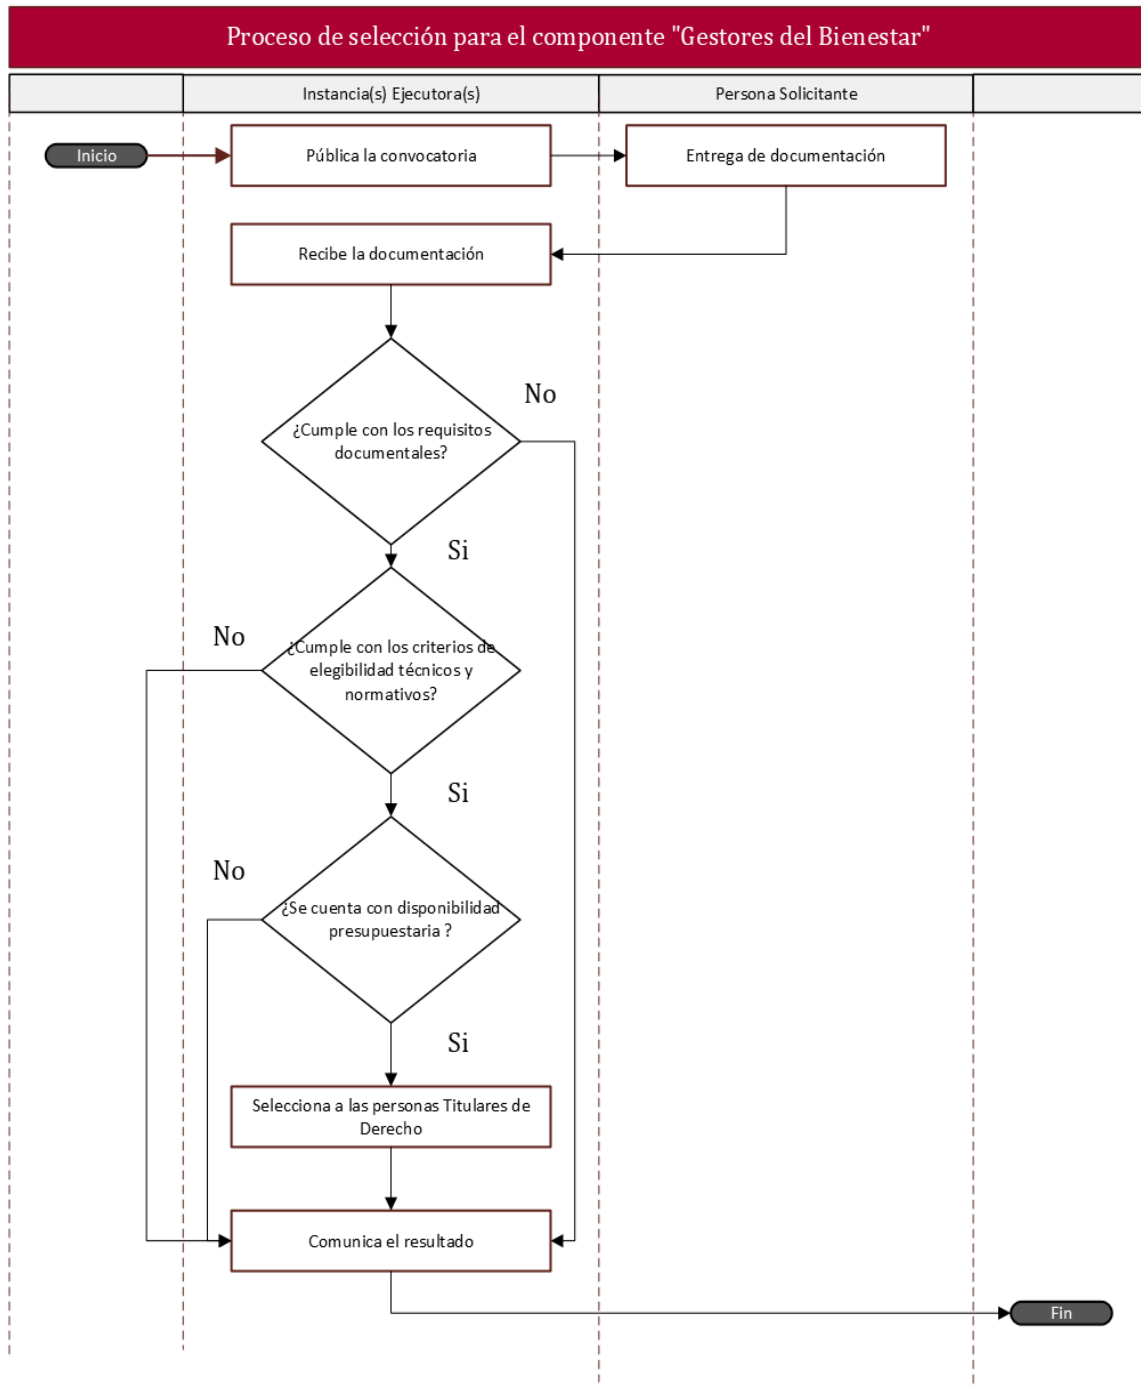 Proceso de selección para el componente "Gestores del Bienestar"
Instancia(s) Ejecutora(s)
Persona Solicitante
Inicio
Pública la convocatoria
Entrega de documentación
Recibe la documentación
No
¿Cumple con los requisitos
documentales?
Si
No
¿Cumple con los criterios de
elegibilidad técnicos y
normativos?
Si
No
¿Se cuenta con disponibilidad
presupuestaria ?
Si
Selecciona a las personas Titulares de
Derecho
Comunica el resultado
Fin